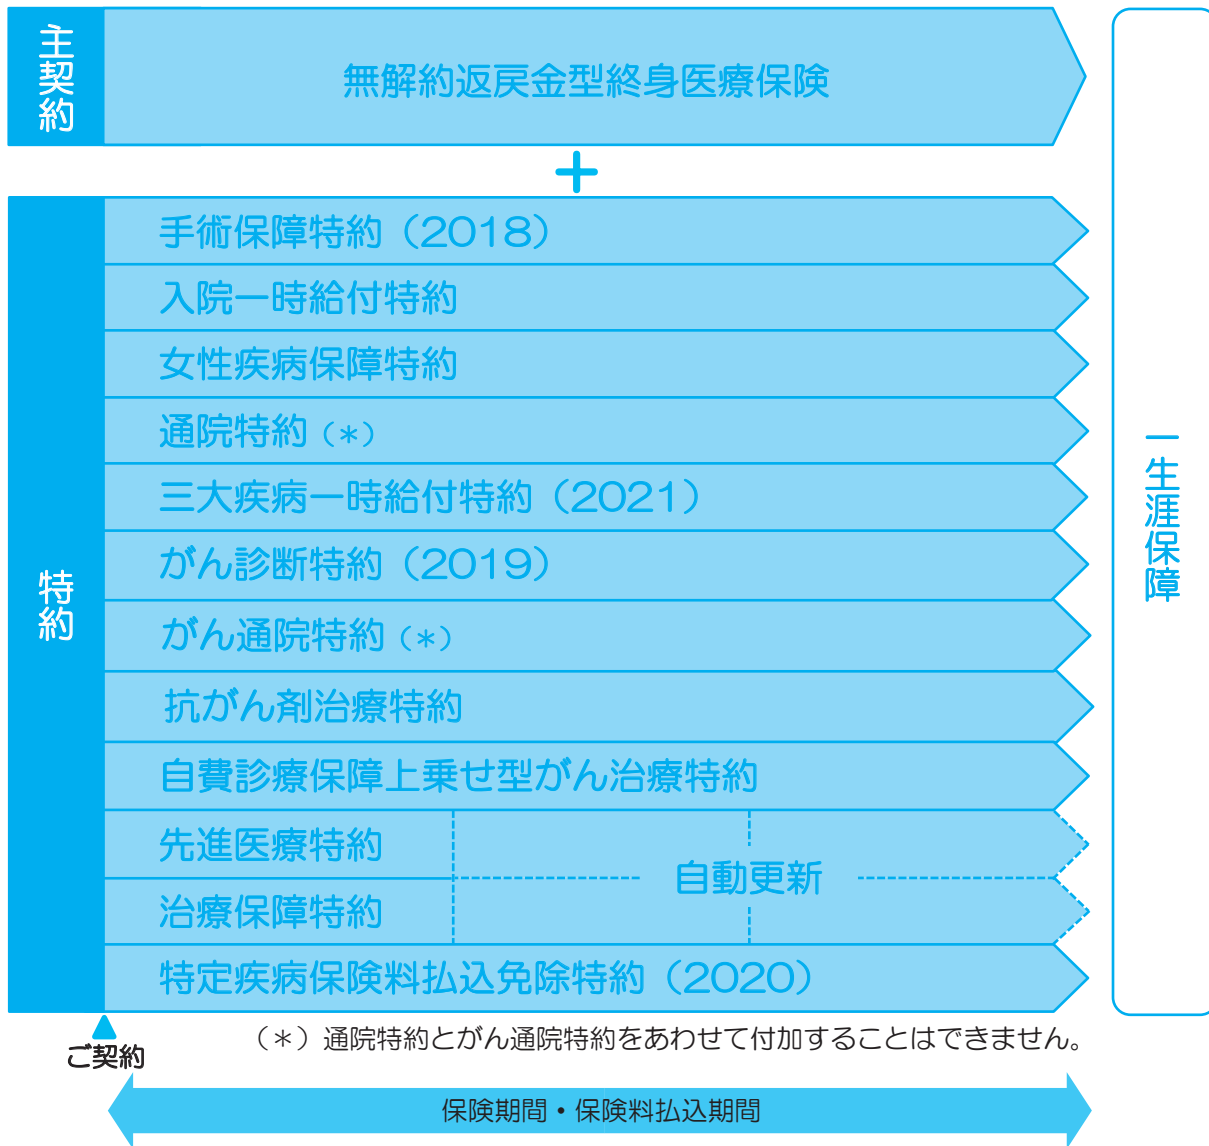 主契約
無解約返戻金型終身医療保険
＋
特約
手術保障特約（2018）
入院一時給付特約
女性疾病保障特約
通院特約（＊）
三大疾病一時給付特約（2021）
がん診断特約（2019）
がん通院特約（＊）
抗がん剤治療特約
自費診療保障上乗せ型がん治療特約
先進医療特約
自動更新
治療保障特約
特定疾病保険料払込免除特約（2020）
一生涯保障
ご契約
（＊）通院特約とがん通院特約をあわせて付加することはできません。
保険期間・保険料払込期間